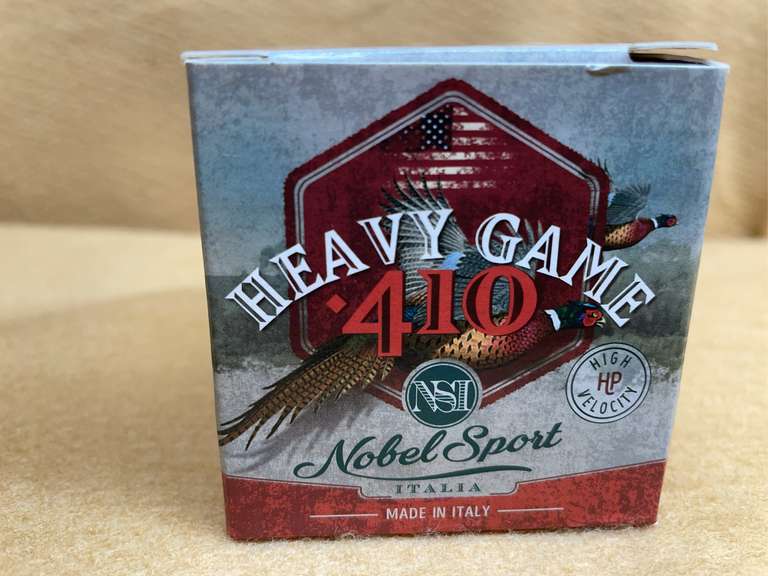 HEAVY GAME
.410
HIGH
HP
VELOCITY
NSI
Nobel Sport
ITALIA
MADE IN ITALY